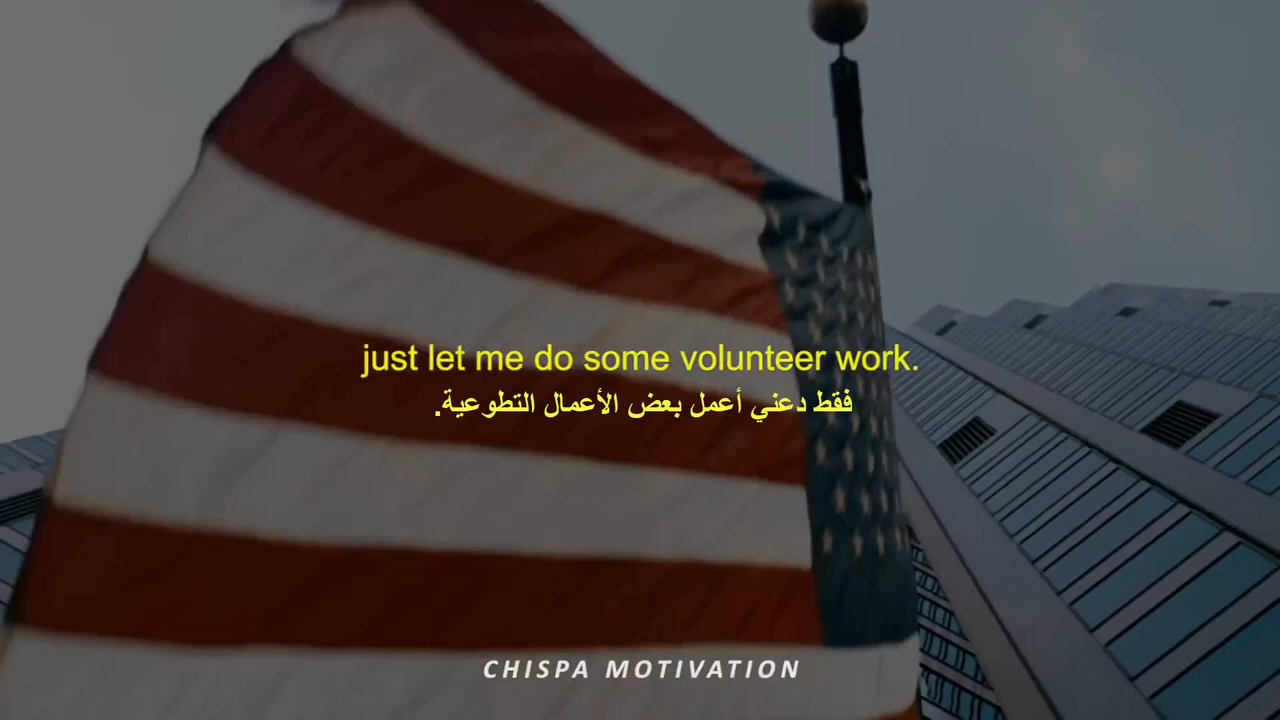 just let me do some volunteer work.
فقط دعني أعمل بعض الأعمال التطوعية.
CHISPA MOTIVATION